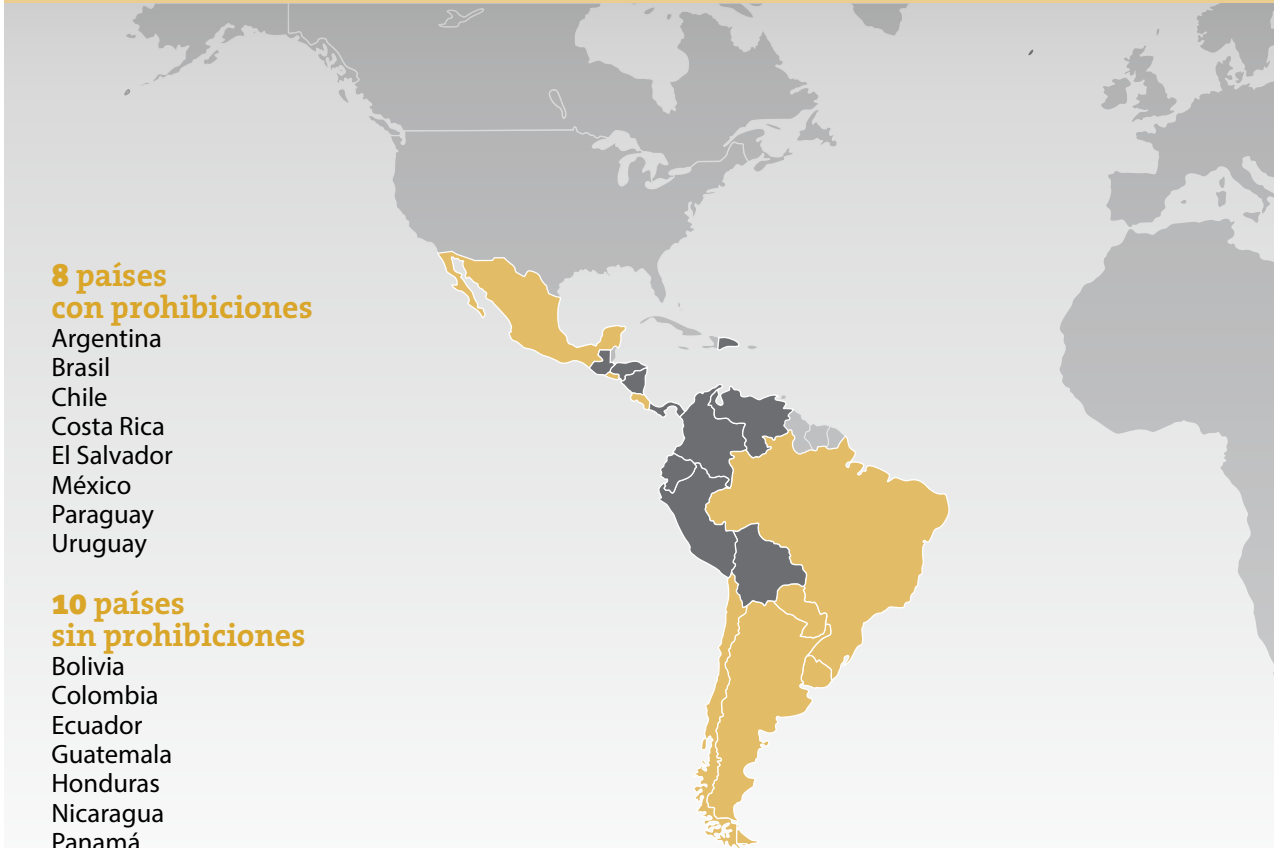 8 países
con prohibiciones
Argentina
Brasil
Chile
Costa Rica
El Salvador
México
Paraguay
Uruguay
10 países
sin prohibiciones
Bolivia
Colombia
Ecuador
Guatemala
Honduras
Nicaragua
Panamá